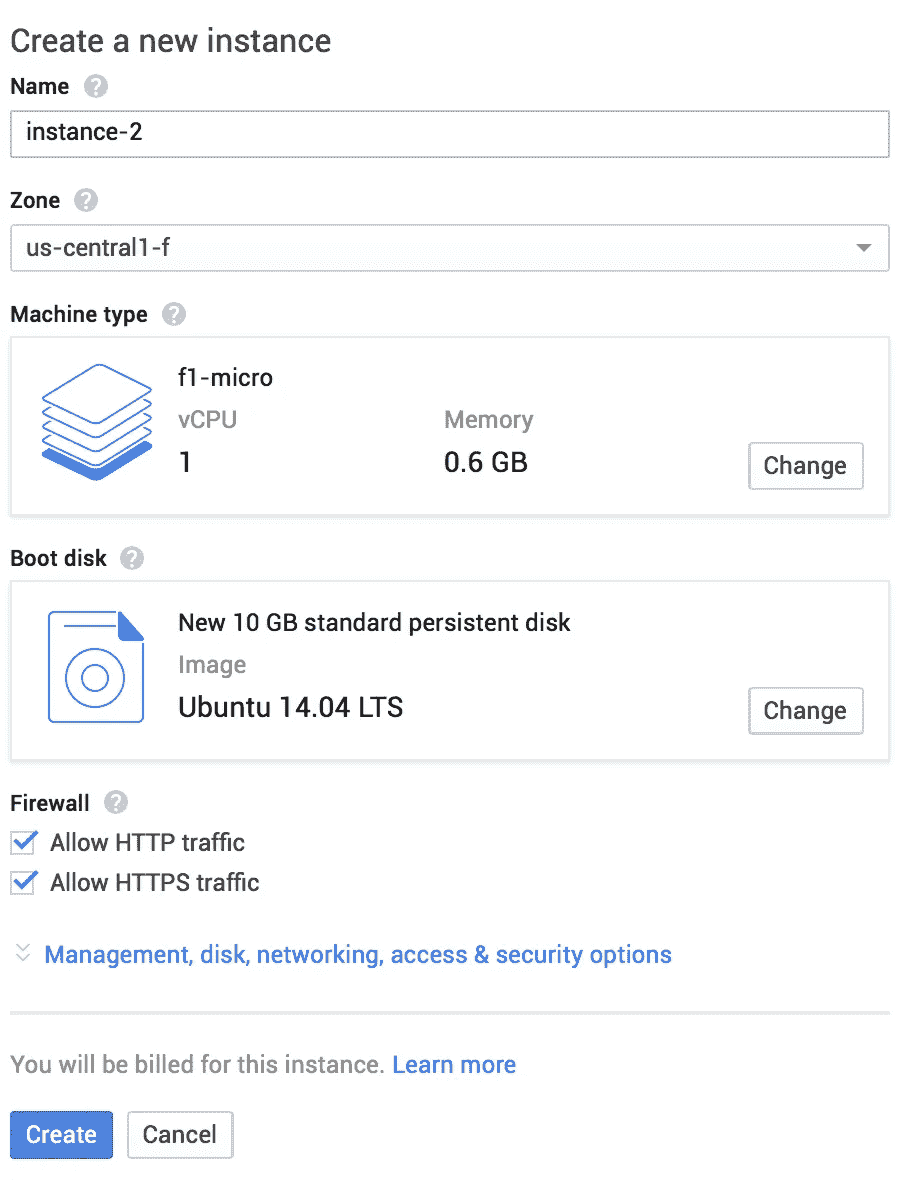 Create a new instance
Name ?
instance-2
Zone ?
us-central1-f
Machine type ?
f1-micro
vCPU Memory
1 0.6 GB
Change
Boot disk ?
New 10 GB standard persistent disk
Image
Ubuntu 14.04 LTS
Change
Firewall ?
Allow HTTP traffic
Allow HTTPS traffic
Management, disk, networking, access & security options
You will be billed for this instance. Learn more
Create Cancel